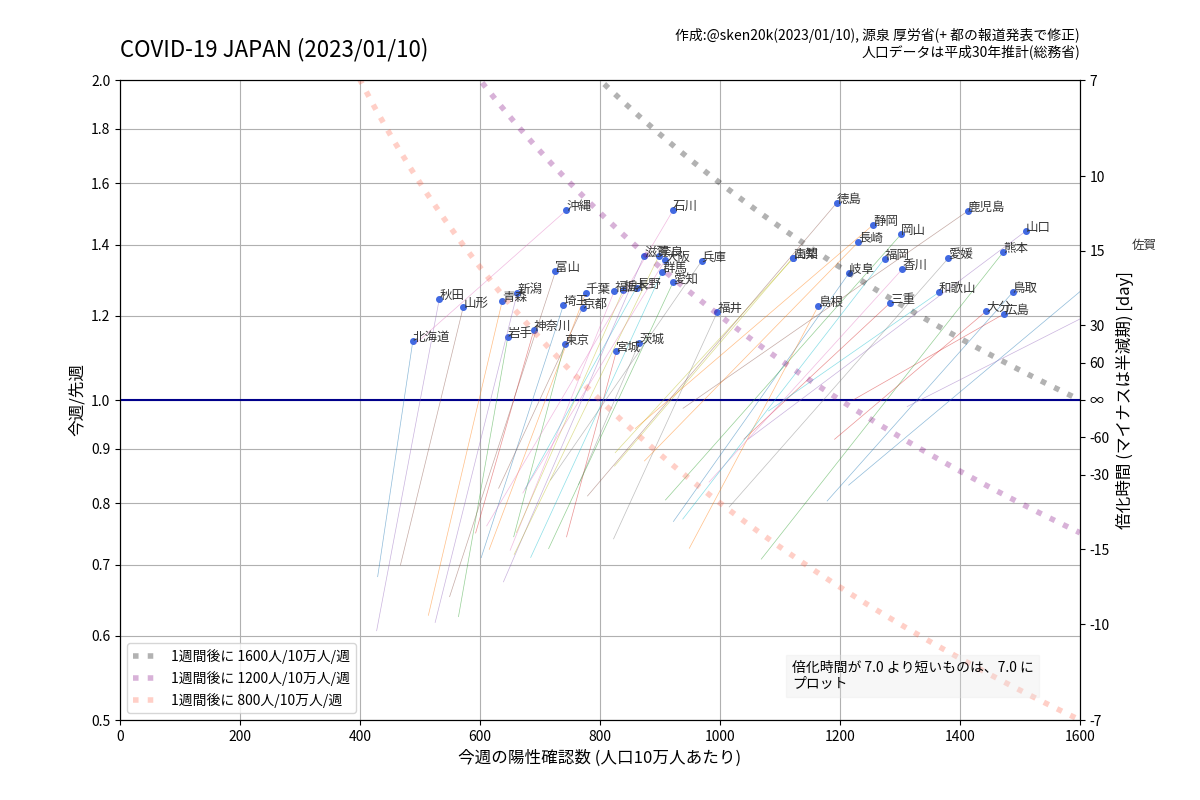 COVID-19 JAPAN (2023/01/10)
作成:@sken20k(2023/01/10), 源泉 厚労省(+ 都の報道発表で修正)
人口データは平成30年推計(総務省)
今週/先週
2.0
1.8
1.6
1.4
1.2
1.0
0.9
0.8
0.7
0.6
0.5
7
10
15
30
60
∞
-60
-30
-15
-10
-7
倍化時間 (マイナスは半減期) [day]
徳島
沖縄
石川
鹿児島
静岡
山口
岡山
長崎
佐賀
熊本
滋賀
奈良
大阪
兵庫
愛媛
福岡
香川
富山
群馬
岐阜
愛知
新潟
千葉
長野
和歌山
鳥取
秋田
青森
山形
埼玉
京都
島根
三重
福井
大分
広島
神奈川
岩手
北海道
東京
茨城
宮城
1週間後に 1600人/10万人/週
1週間後に 1200人/10万人/週
1週間後に 800人/10万人/週
倍化時間が 7.0 より短いものは、7.0 に
プロット
0
200
400
600
800
1000
1200
1400
1600
今週の陽性確認数 (人口10万人あたり)